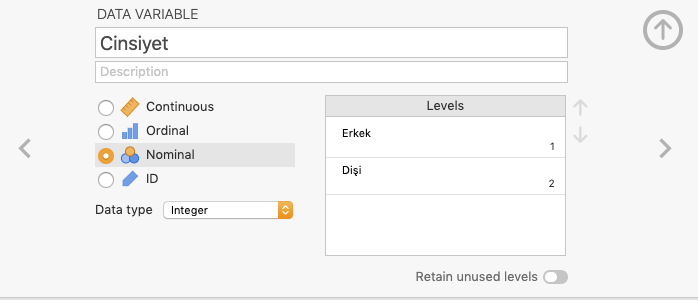 DATA VARIABLE
Cinsiyet
Description
Continuous
Ordinal
Nominal
ID
Data type
Integer
Levels
Erkek
1
Dişi
2
Retain unused levels